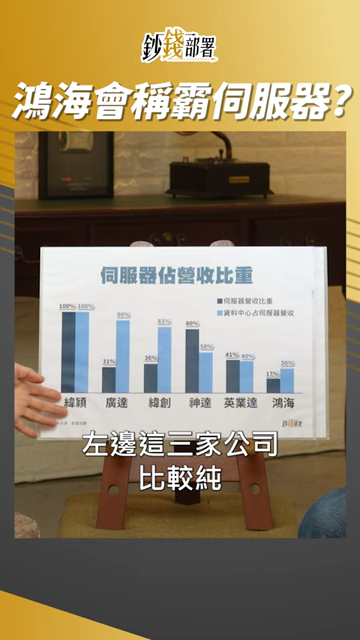 鈔錢部署
鴻海會稱霸伺服器?
伺服器佔營收比重
伺服器營收比重
資料中心占伺服器營收
100% 100% 31% 90% 36% 83% 80% 50% 41% 40% 17% 30%
緯穎 廣達 緯創 神達 英業達 鴻海
左邊這三家公司
比較純